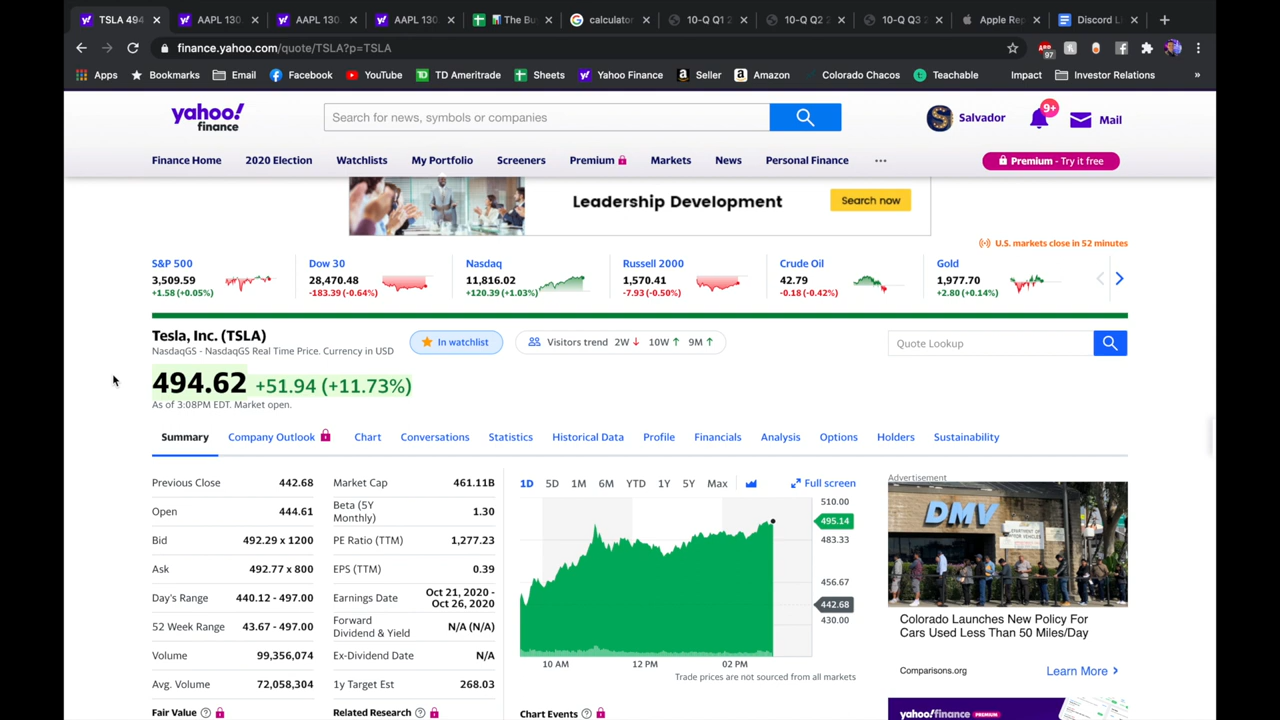 TSLA 494
AAPL 130.
AAPL 130.
AAPL 130.
The Bu
calculator
10-Q Q1 2
10-Q Q2 2
10-Q Q3 2
Apple Rep
Discord Li
finance.yahoo.com/quote/TSLA?p=TSLA
97
Apps
Bookmarks
Email
Facebook
YouTube
TD Ameritrade
Sheets
Yahoo Finance
Seller
Amazon
Colorado Chacos
Teachable
Impact
Investor Relations
»
yahoo!
finance
Search for news, symbols or companies
Salvador
9+
Mail
Finance Home
2020 Election
Watchlists
My Portfolio
Screeners
Premium
Markets
News
Personal Finance
Premium - Try it free
Leadership Development
Search now
U.S. markets close in 52 minutes
S&P 500
3,509.59
+1.58 (+0.05%)
Dow 30
28,470.48
-183.39 (-0.64%)
Nasdaq
11,816.02
+120.39 (+1.03%)
Russell 2000
1,570.41
-7.93 (-0.50%)
Crude Oil
42.79
-0.18 (-0.42%)
Gold
1,977.70
+2.80 (+0.14%)
Tesla, Inc. (TSLA)
NasdaqGS - NasdaqGS Real Time Price. Currency in USD
In watchlist
Visitors trend 2W ↓ 10W ↑ 9M ↑
Quote Lookup
494.62 +51.94 (+11.73%)
As of 3:08PM EDT. Market open.
Summary
Company Outlook
Chart
Conversations
Statistics
Historical Data
Profile
Financials
Analysis
Options
Holders
Sustainability
Previous Close 442.68
Open 444.61
Bid 492.29 x 1200
Ask 492.77 x 800
Day's Range 440.12 - 497.00
52 Week Range 43.67 - 497.00
Volume 99,356,074
Avg. Volume 72,058,304
Market Cap 461.11B
Beta (5Y
Monthly) 1.30
PE Ratio (TTM) 1,277.23
EPS (TTM) 0.39
Earnings Date Oct 21, 2020 -
Oct 26, 2020
Forward
Dividend & Yield N/A (N/A)
Ex-Dividend Date N/A
1y Target Est 268.03
Fair Value
Related Research
1D 5D 1M 6M YTD 1Y 5Y Max
Full screen
510.00
495.14
483.33
456.67
442.68
430.00
10 AM 12 PM 02 PM
Trade prices are not sourced from all markets
Chart Events
Advertisement
DMV
Colorado Launches New Policy For
Cars Used Less Than 50 Miles/Day
Comparisons.org
Learn More
yahoo!finance PREMIUM